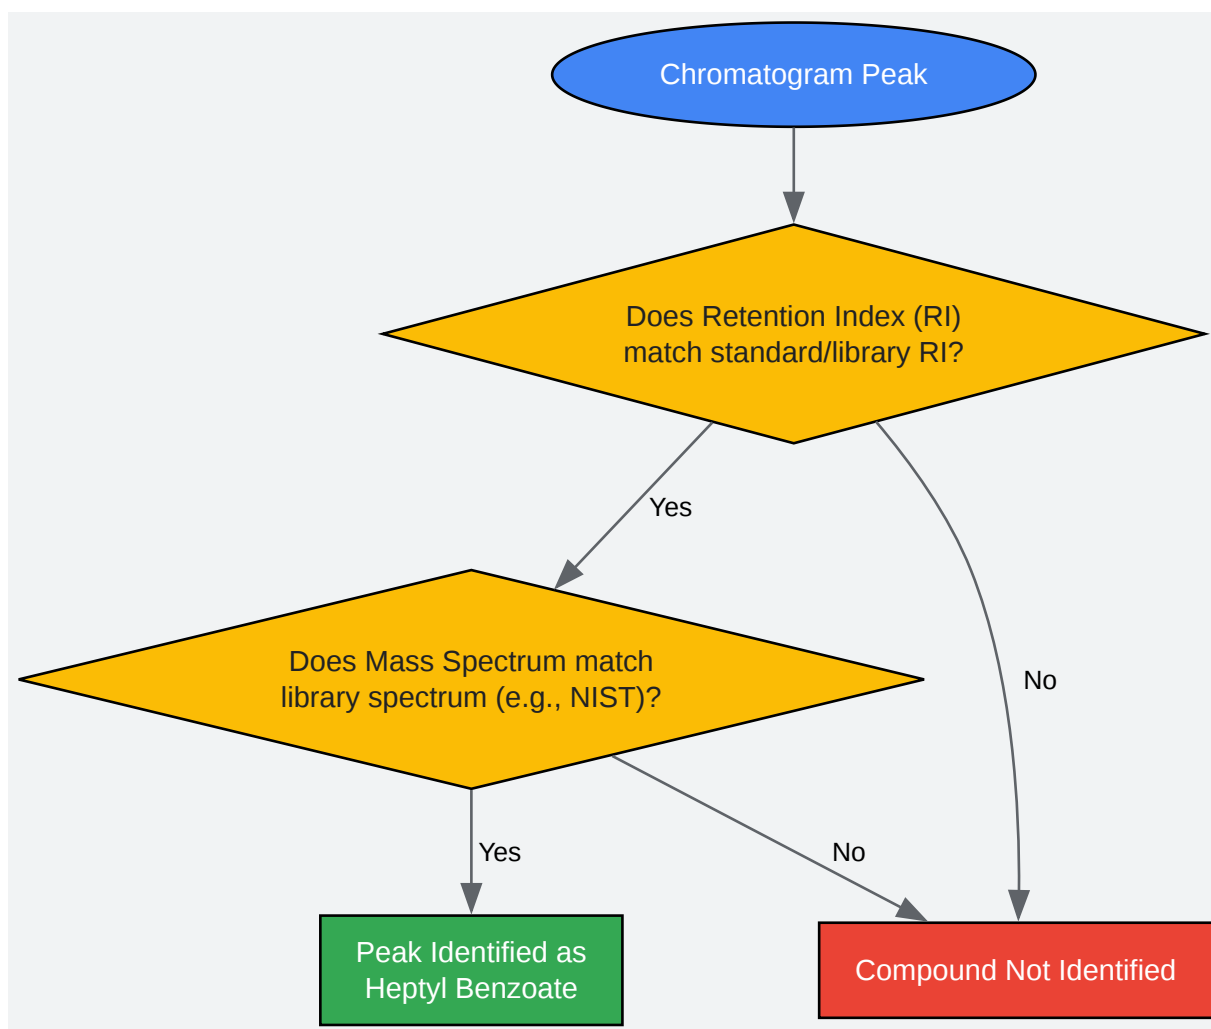 Chromatogram Peak
Does Retention Index (RI)
match standard/library RI?
Yes
No
Does Mass Spectrum match
library spectrum (e.g., NIST)?
Yes
No
Peak Identified as
Heptyl Benzoate
Compound Not Identified